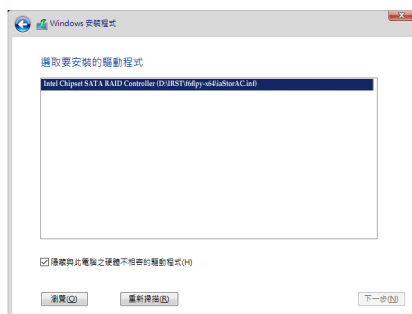 Windows 安裝程式
選取要安裝的驅動程式
Intel Chipset SATA RAID Controller (D:\IRST\f6flpy-x64\iaStorAC.inf)
隱藏與此電腦之硬體不相容的驅動程式(H)
瀏覽(O)
重新掃描(R)
下一步(N)